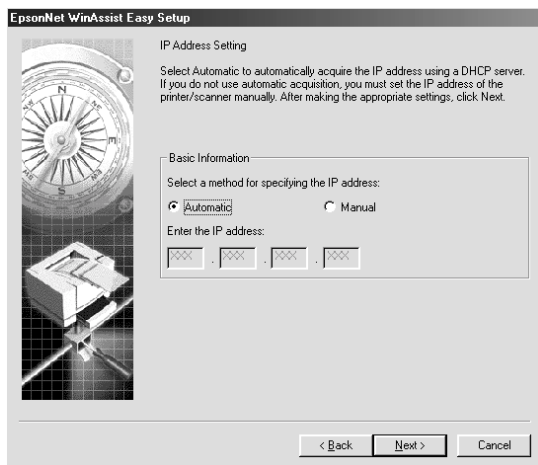 EpsonNet WinAssist Easy Setup
IP Address Setting
Select Automatic to automatically acquire the IP address using a DHCP server.
If you do not use automatic acquisition, you must set the IP address of the
printer/scanner manually. After making the appropriate settings, click Next.
Basic Information
Select a method for specifying the IP address:
Automatic Manual
Enter the IP address:
XXX . XXX . XXX . XXX
< Back Next > Cancel
N
E
S